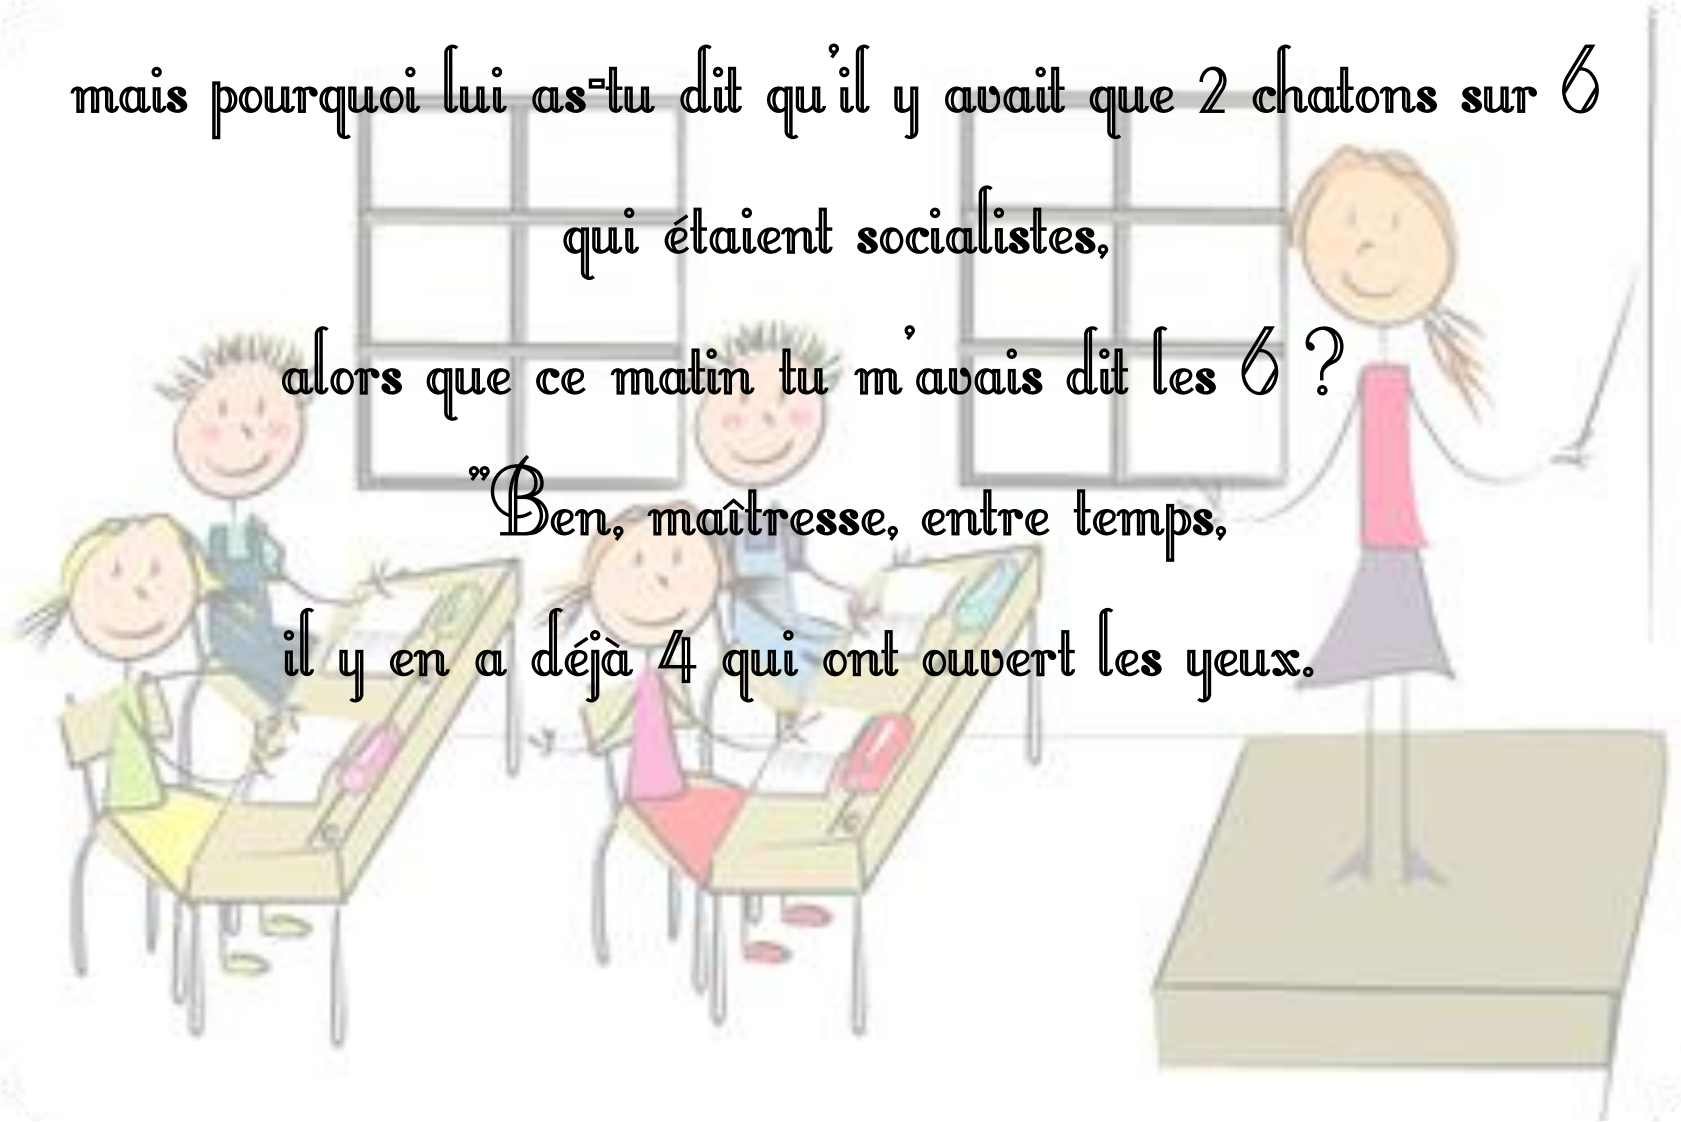 mais pourquoi lui as-tu dit qu'il y avait que 2 chatons sur 6
qui étaient socialistes,
alors que ce matin tu m'avais dit les 6 ?
"Ben, maîtresse, entre temps,
il y en a déjà 4 qui ont ouvert les yeux.